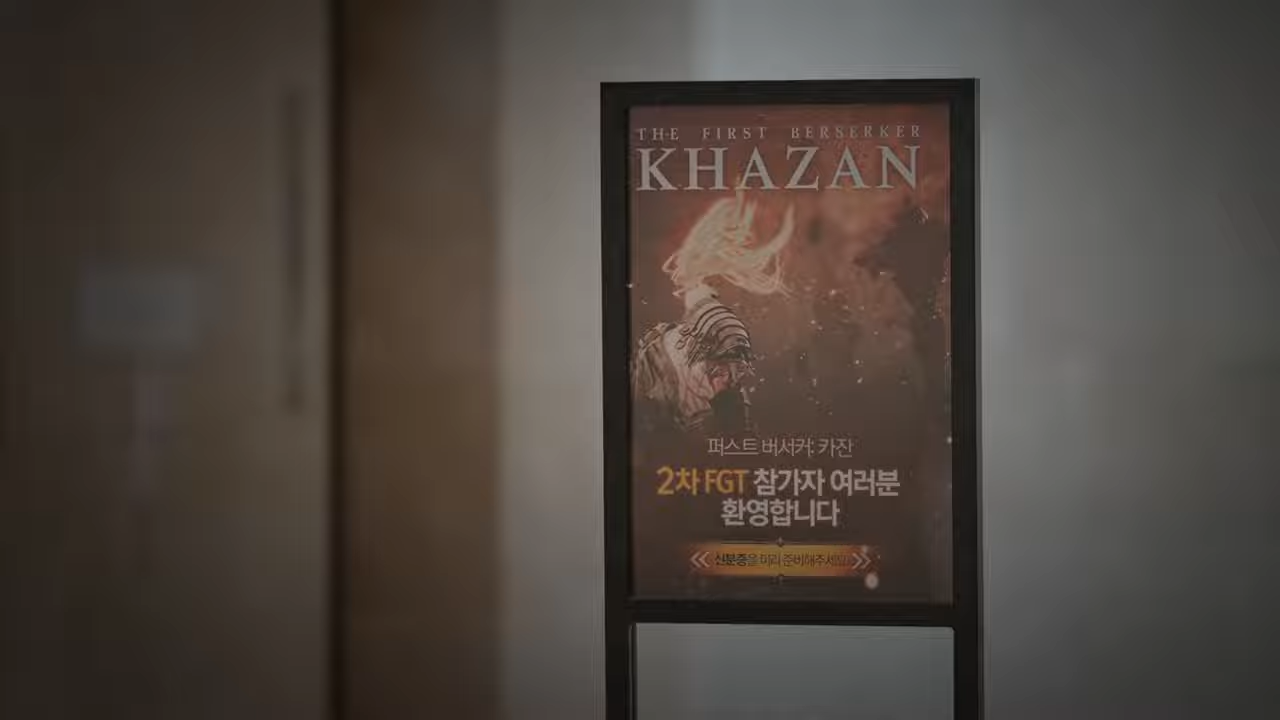 THE FIRST BERSERKER
KHAZAN
퍼스트 버서커: 카잔
2차 FGT 참가자 여러분
환영합니다
신분증을 미리 준비해주세요